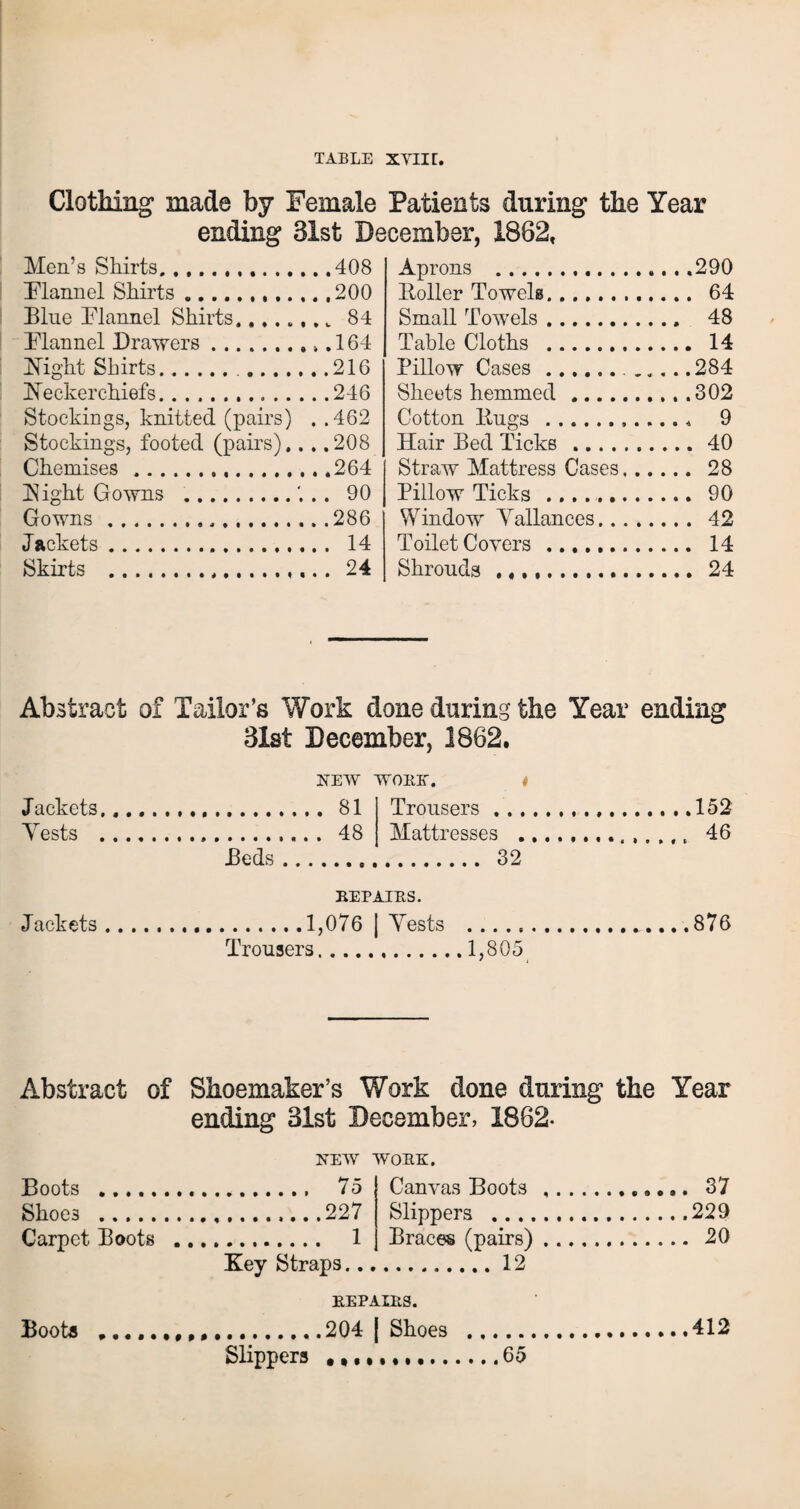 TABLE XVIII.
Clothing made by Female Patients during the Year
ending 31st December, 1862,
Men's Shirts..............408
Flannel Shirts............200
Blue Flannel Shirts........ 84
Flannel Drawers...........164
Night Shirts..............216
Neckerchiefs..............246
Stockings, knitted (pairs) ..462
Stockings, footed (pairs)....208
Chemises .................264
Night Gowns ............. 90
Gowns ...................286
Jackets................... 14
Skirts ................... 24
Aprons ..................290
Roller Towels............. 64
Small Towels............. 48
Table Cloths ............. 14
Pillow Cases .............284
Sheets hemmed ...........302
Cotton Rugs ............. 9
Hair Bed Ticks ........... 40
Straw Mattress Cases....... 28
Pillow Ticks ............. 90
Window Vallances......... 42
Toilet Covers ............. 14
Shrouds .................. 24
Abstract of Tailor's Work done during the Year ending
31st December, 1862.
NEW WORK.
Jackets.................... 81 | Trousers ..................152
Vests ..................... 48 | Mattresses ................ 46
Beds................... 32
REPAIRS.
Jackets..................1,076 | Vests .....................876
Trousers..............1,805
Abstract of Shoemaker's Work done during the Year
ending 31st December, 1862.
NEW WORK.
Boots .................... 75 | Canvas Boots ............. 37
Shoes ....................227 | Slippers ..................229
Carpet Boots ............. 1 | Braces (pairs)............. 20
Key Straps.............. 12
REPAIRS.
Boots ....................204 | Shoes ....................412
Slippers .................65